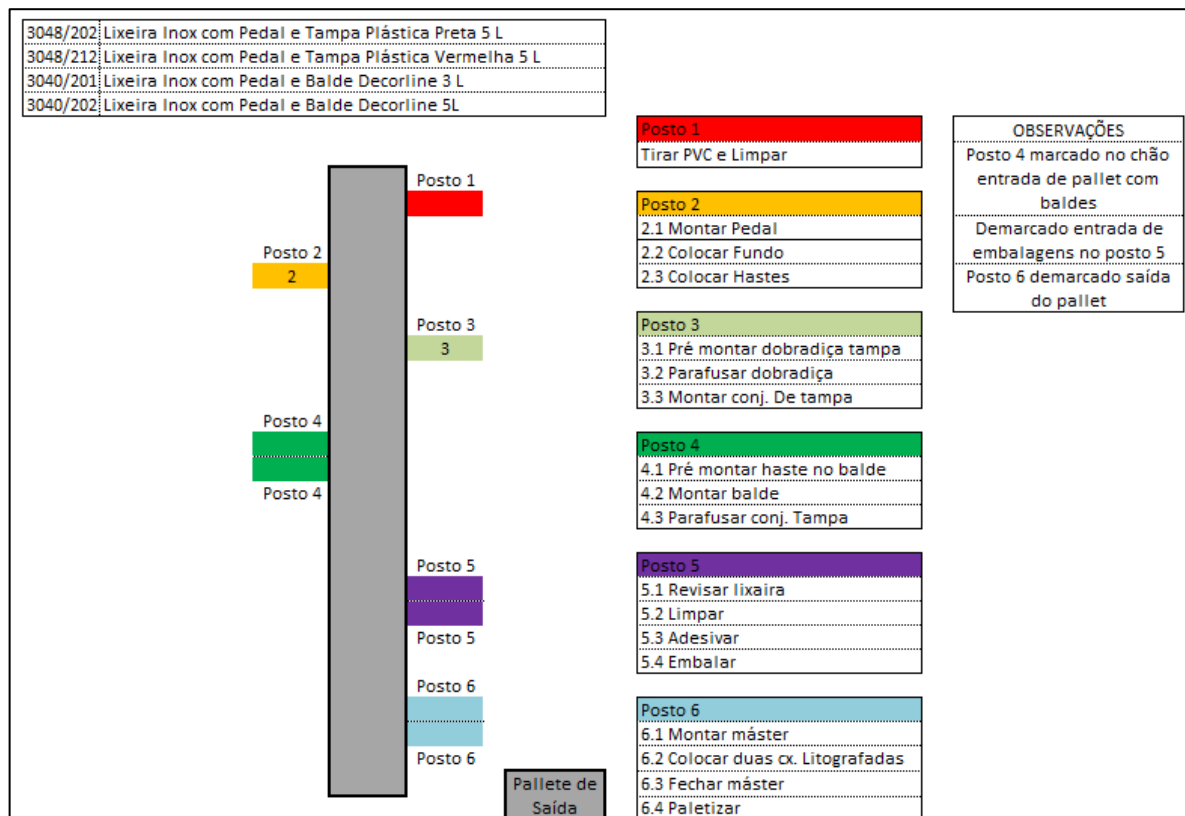 3048/202 Lixeira Inox com Pedal e Tampa Plástica Preta 5 L
3048/212 Lixeira Inox com Pedal e Tampa Plástica Vermelha 5 L
3040/201 Lixeira Inox com Pedal e Balde Decorline 3 L
3040/202 Lixeira Inox com Pedal e Balde Decorline 5L
Posto 1
Posto 2
2
Posto 3
3
Posto 4
Posto 4
Posto 5
Posto 5
Posto 6
Posto 6
Pallete de
Saída
Posto 1
Tirar PVC e Limpar
Posto 2
2.1 Montar Pedal
2.2 Colocar Fundo
2.3 Colocar Hastes
Posto 3
3.1 Pré montar dobradiça tampa
3.2 Parafusar dobradiça
3.3 Montar conj. De tampa
Posto 4
4.1 Pré montar haste no balde
4.2 Montar balde
4.3 Parafusar conj. Tampa
Posto 5
5.1 Revisar lixaira
5.2 Limpar
5.3 Adesivar
5.4 Embalar
Posto 6
6.1 Montar máster
6.2 Colocar duas cx. Litografadas
6.3 Fechar máster
6.4 Paletizar
OBSERVAÇÕES
Posto 4 marcado no chão
entrada de pallet com
baldes
Demarcado entrada de
embalagens no posto 5
Posto 6 demarcado saída
do pallet